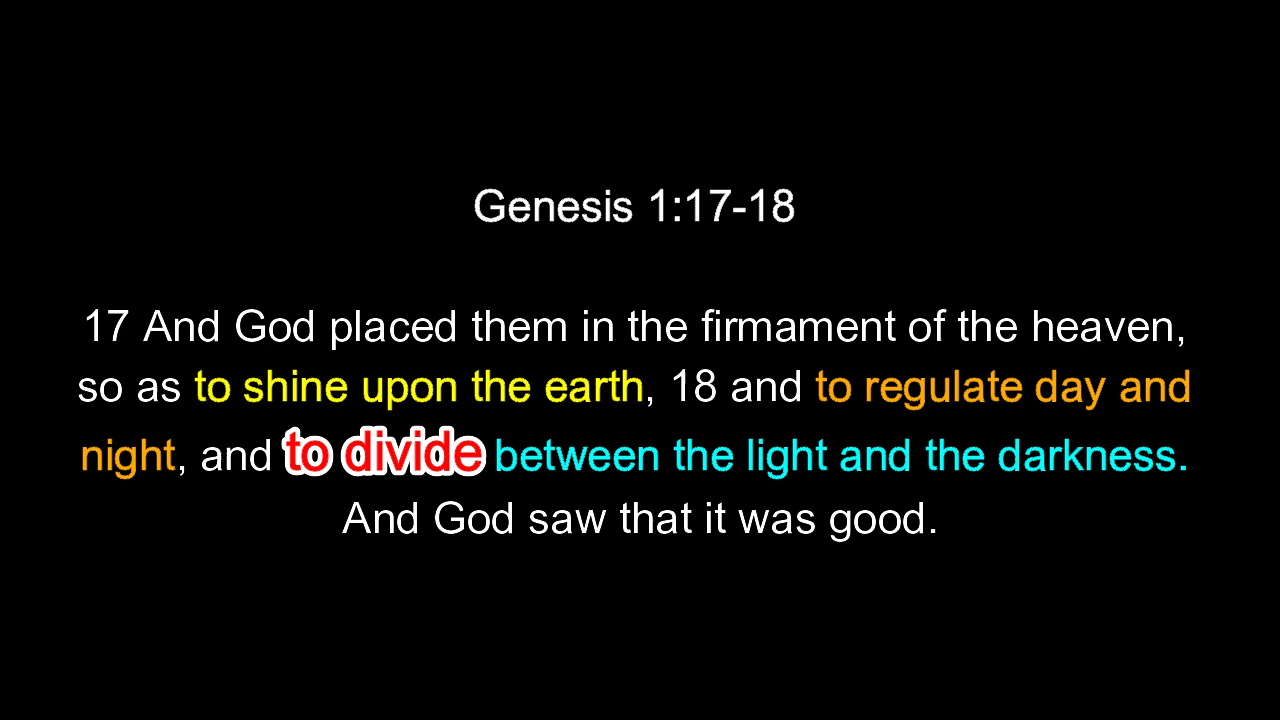 Genesis 1:17-18
17 And God placed them in the firmament of the heaven,
so as to shine upon the earth, 18 and to regulate day and
night, and to divide between the light and the darkness.
And God saw that it was good.